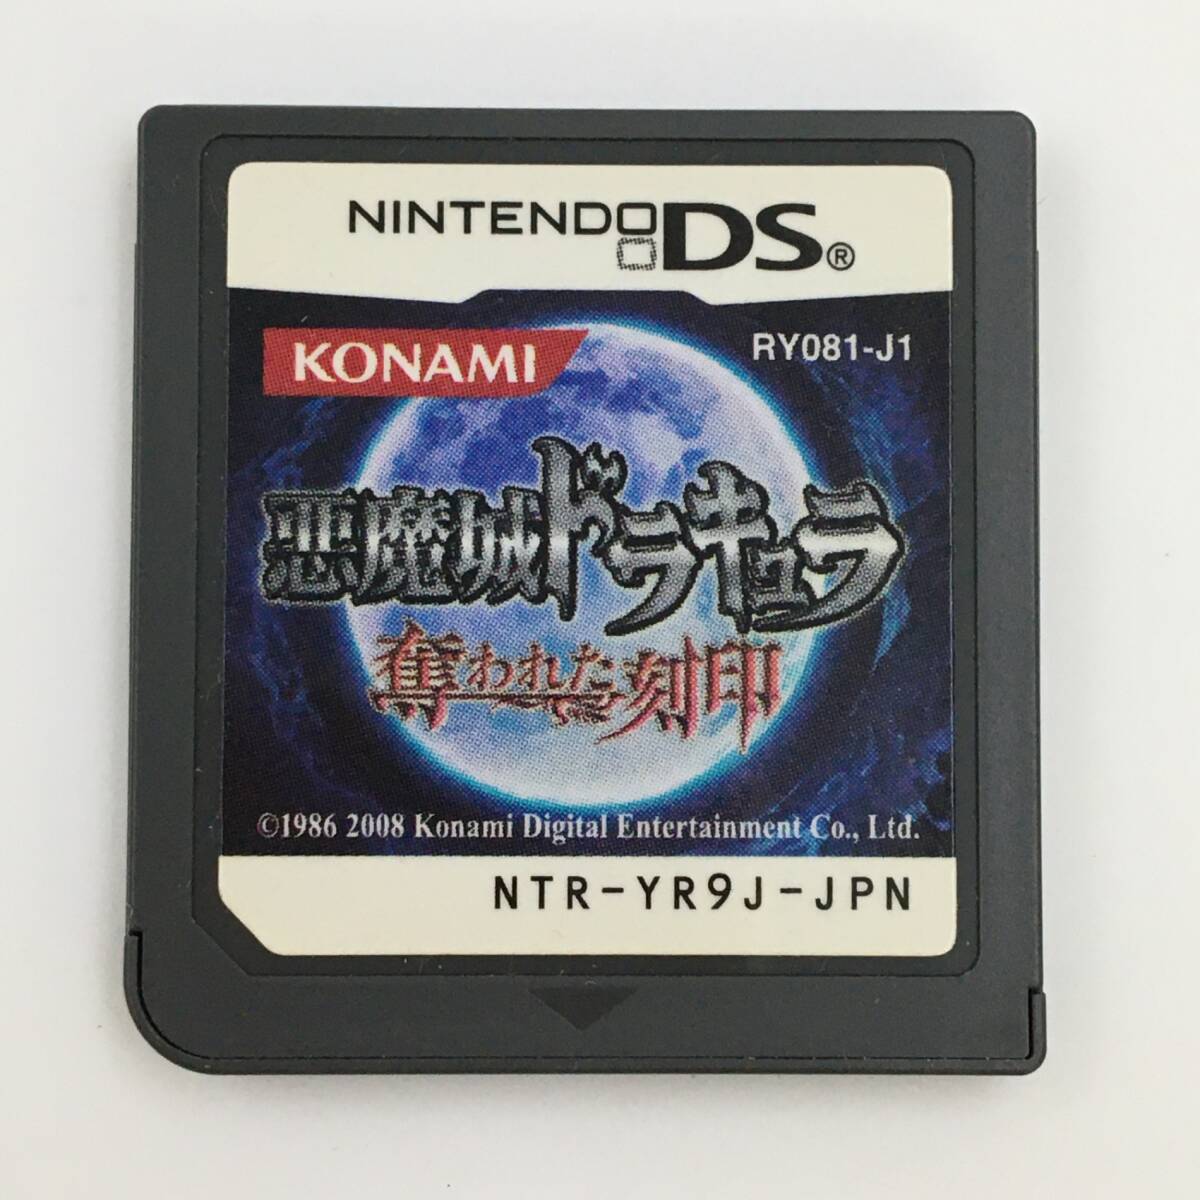 NINTENDO DS®
KONAMI
RY081-J1
悪魔城ドラキュラ
奪われた刻印
©1986 2008 Konami Digital Entertainment Co., Ltd.
NTR-YR9J-JPN